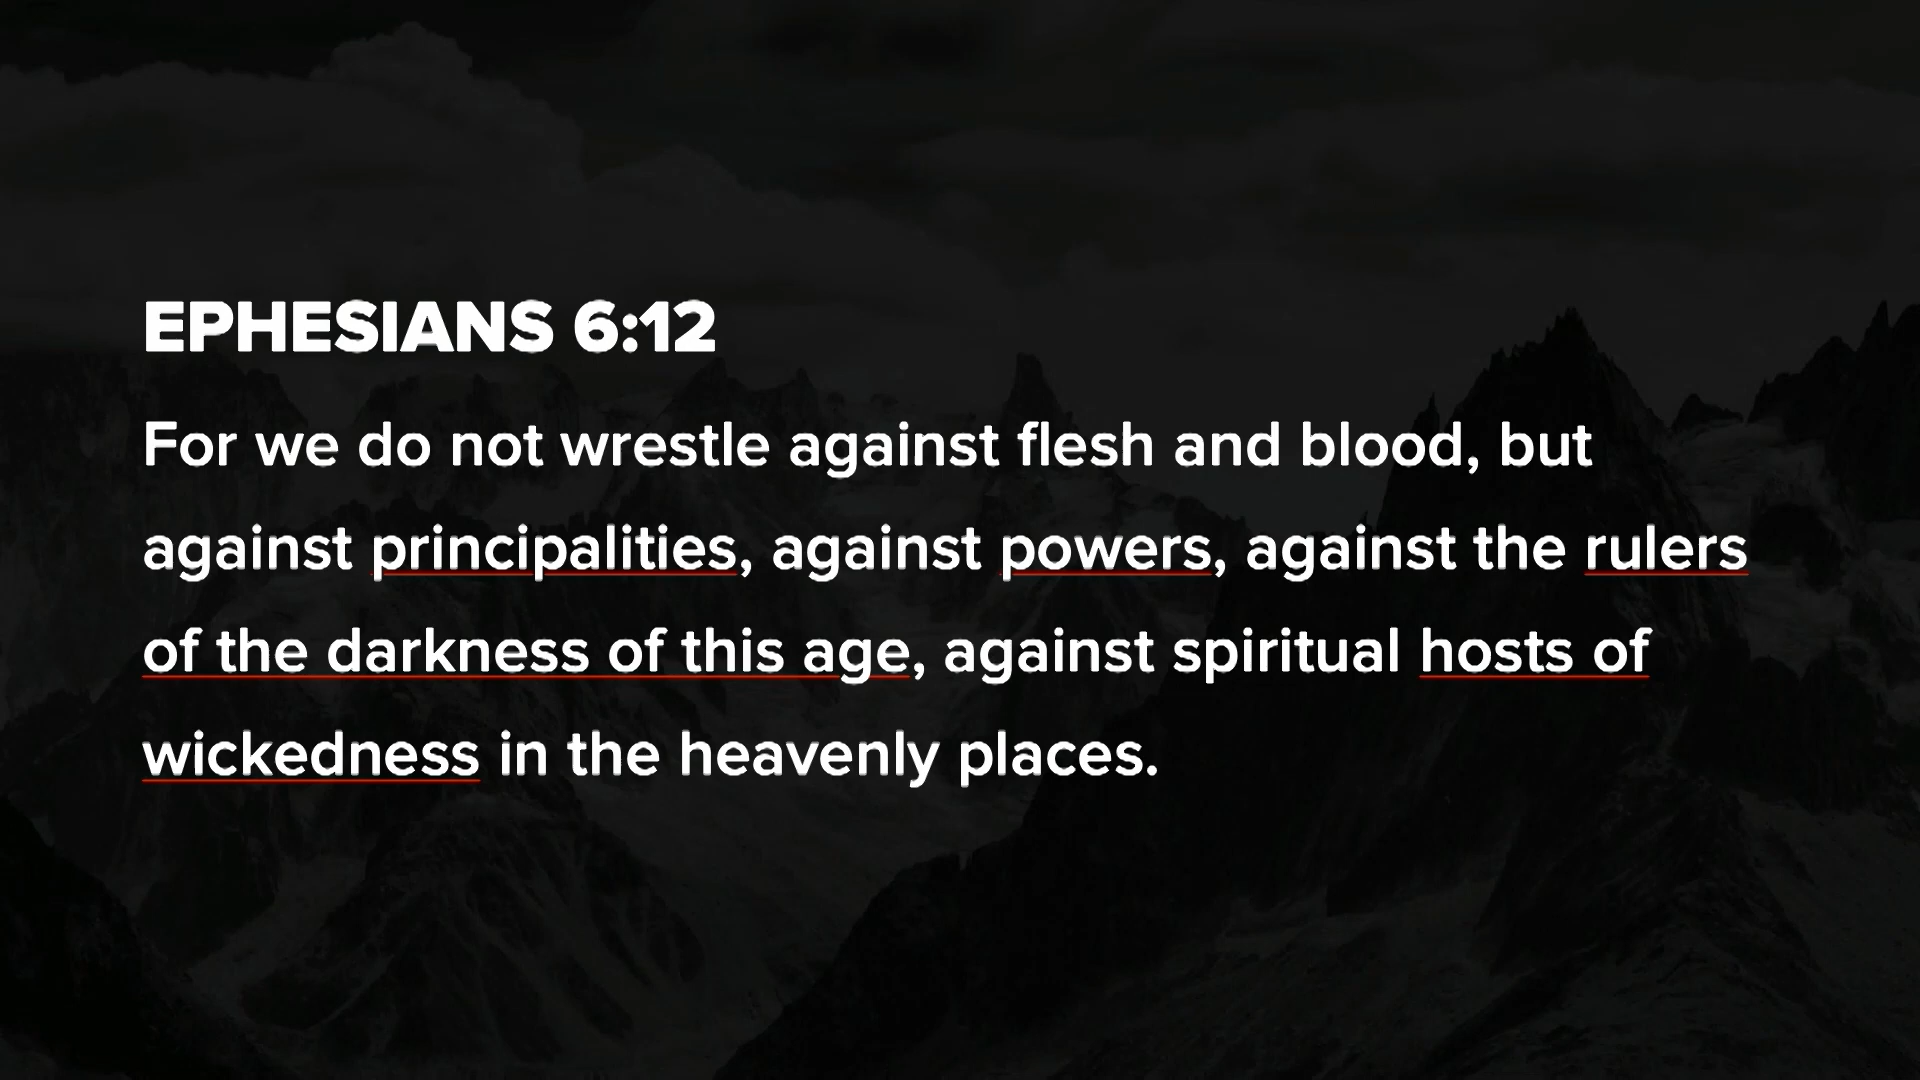 EPHESIANS 6:12
For we do not wrestle against flesh and blood, but
against principalities, against powers, against the rulers
of the darkness of this age, against spiritual hosts of
wickedness in the heavenly places.